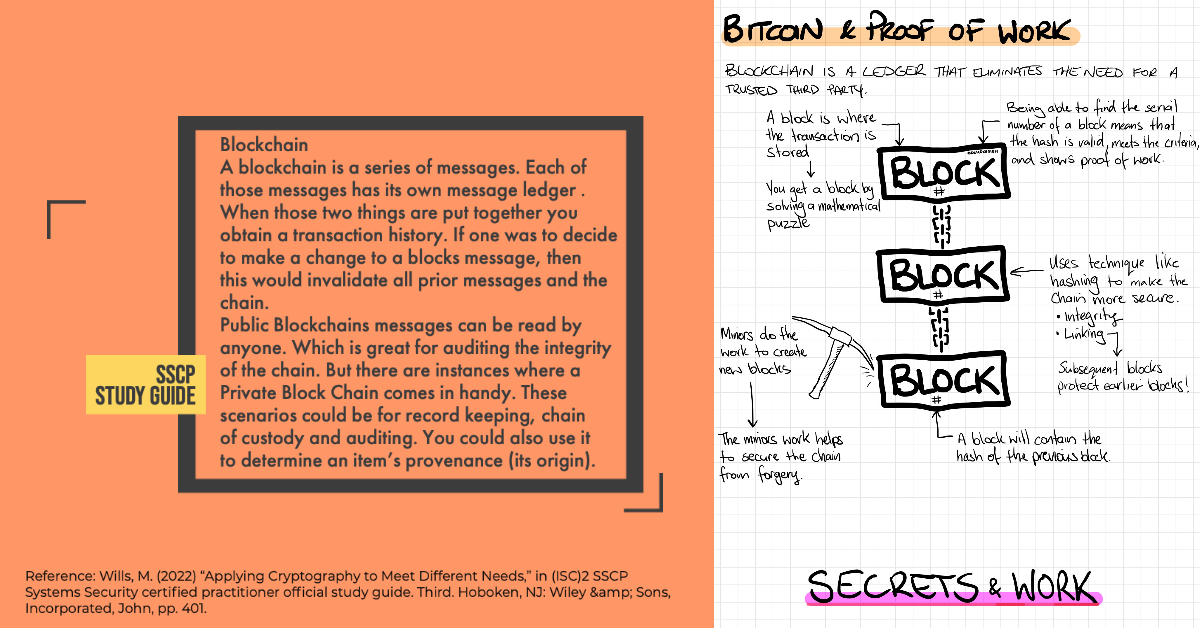 Blockchain
A blockchain is a series of messages. Each of
those messages has its own message ledger .
When those two things are put together you
obtain a transaction history. If one was to decide
to make a change to a blocks message, then
this would invalidate all prior messages and the
chain.
Public Blockchains messages can be read by
anyone. Which is great for auditing the integrity
of the chain. But there are instances where a
Private Block Chain comes in handy. These
scenarios could be for record keeping, chain
of custody and auditing. You could also use it
to determine an item's provenance (its origin).
SSCP
STUDY GUIDE
Reference: Wills, M. (2022) “Applying Cryptography to Meet Different Needs,” in (ISC)2 SSCP
Systems Security certified practitioner official study guide. Third. Hoboken, NJ: Wiley &amp; Sons,
Incorporated, John, pp. 401.
BITCOIN & PROOF OF WORK
BLOCKCHAIN IS A LEDGER THAT ELIMINATES THE NEED FOR A
TRUSTED THIRD PARTY.
A block is where
the transaction is
stored
You get a block by
solving a mathematical
puzzle
Being able to find the serial
number of a block means that
the hash is valid, meets the criteria,
and shows proof of work.
BLOCK
#
BLOCK
#
Uses technique like
hashing to make the
Chain more secure.
• Integrity
• Linking
Subsequent blocks
protect earlier blocks!
Minors do the
work to create
new blocks
The minors work helps
to secure the chain
from forgery.
BLOCK
#
A block will contain the
hash of the previous block.
SECRETS & WORK